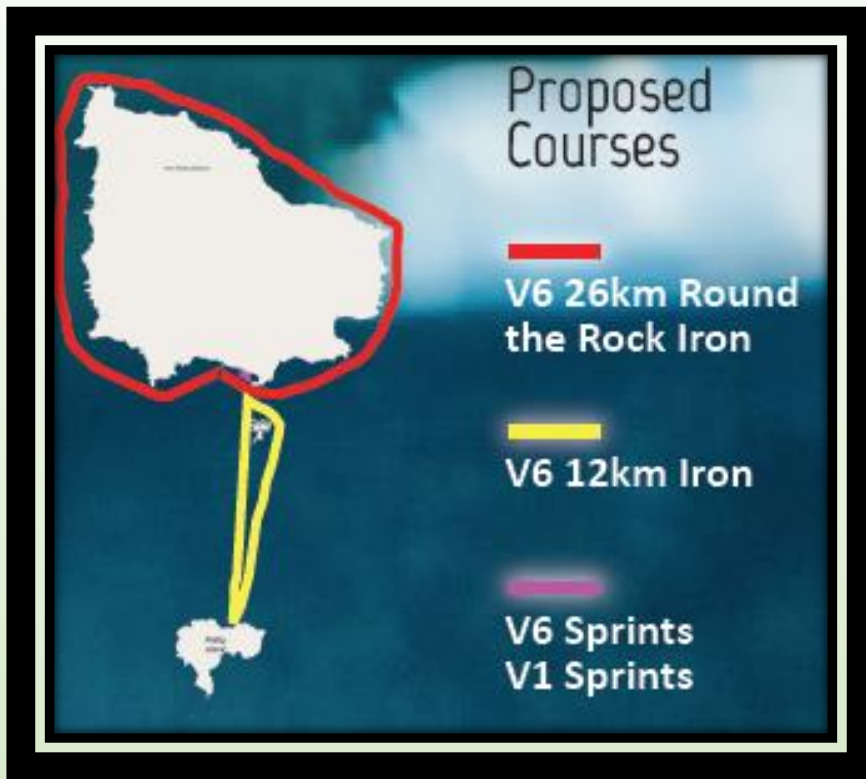 Proposed
Courses
V6 26km Round
the Rock Iron
V6 12km Iron
V6 Sprints
V1 Sprints